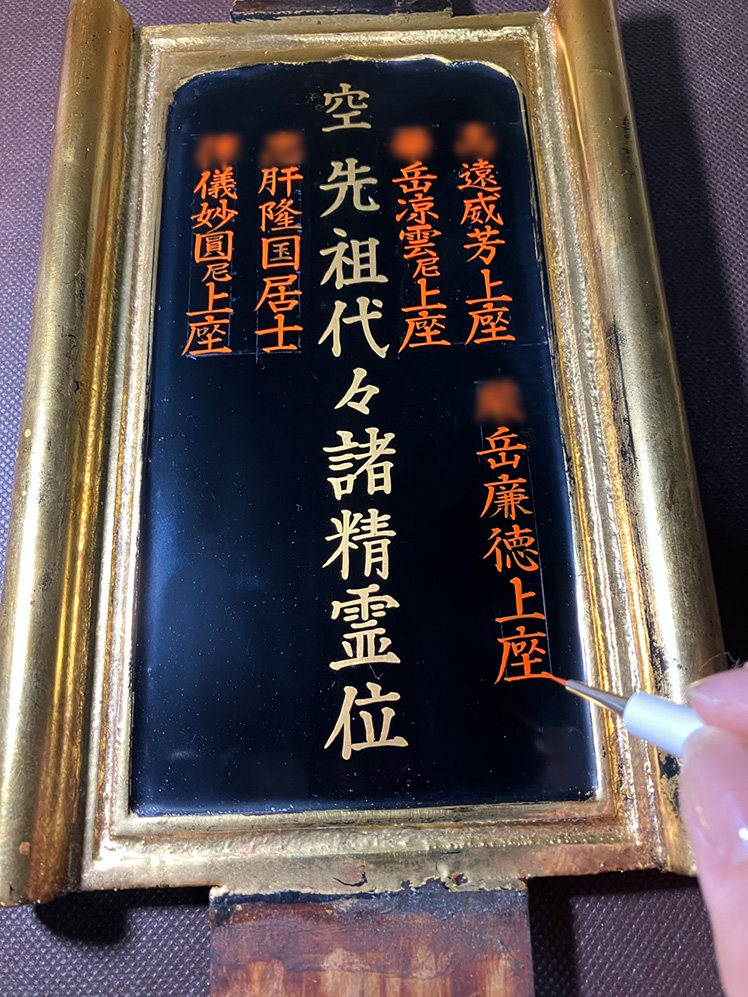 遠威芳上座
岳廉徳上座
岳凉雲尼上座
空 先祖代々諸精霊位
肝隆国居士
儀妙圓尼上座